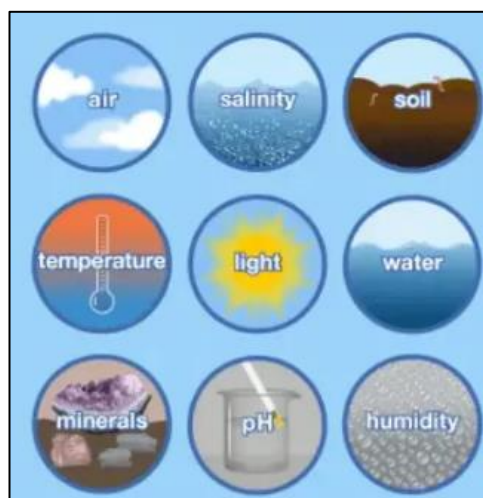 air
salinity
soil
temperature
light
water
minerals
pH
humidity